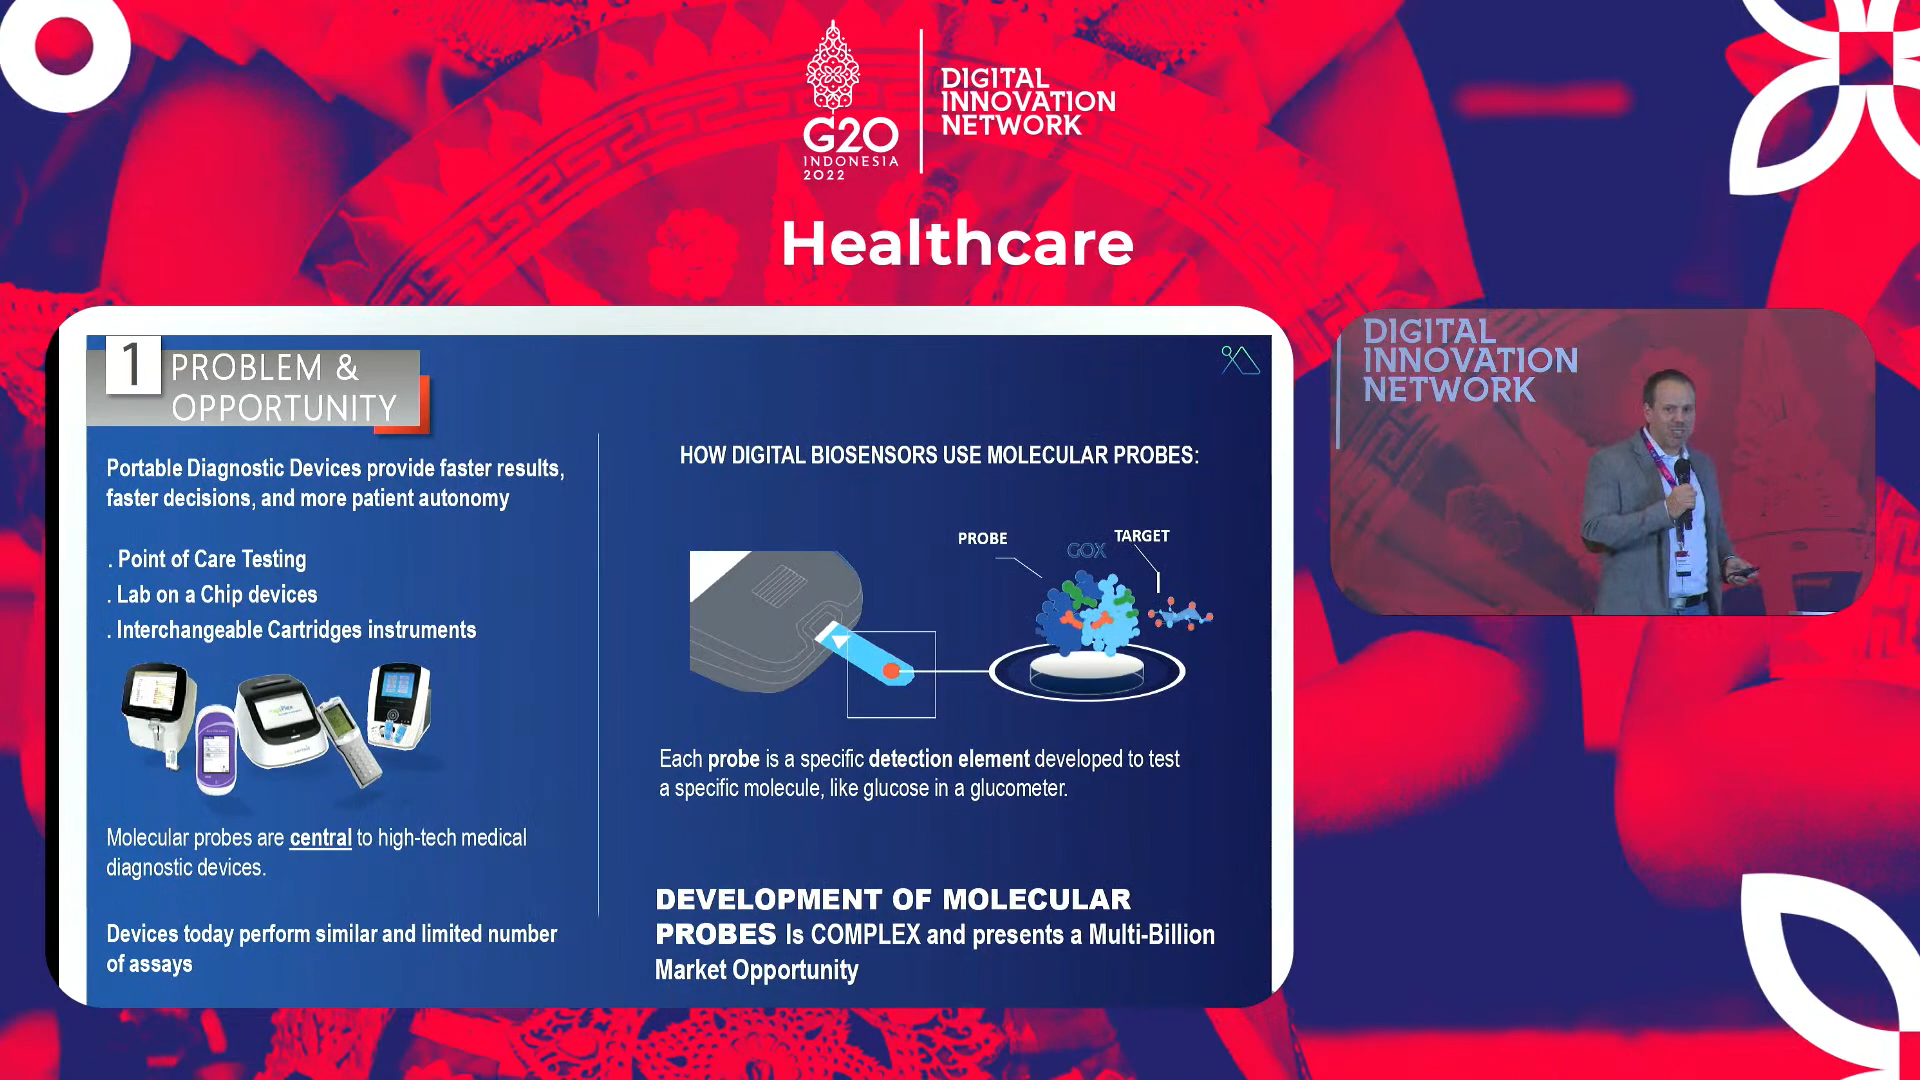 G20
INDONESIA
2022
DIGITAL
INNOVATION
NETWORK
Healthcare
1
PROBLEM &
OPPORTUNITY
Portable Diagnostic Devices provide faster results,
faster decisions, and more patient autonomy
. Point of Care Testing
. Lab on a Chip devices
. Interchangeable Cartridges instruments
Molecular probes are central to high-tech medical
diagnostic devices.
Devices today perform similar and limited number
of assays
HOW DIGITAL BIOSENSORS USE MOLECULAR PROBES:
PROBE
GOX
TARGET
Each probe is a specific detection element developed to test
a specific molecule, like glucose in a glucometer.
DEVELOPMENT OF MOLECULAR
PROBES Is COMPLEX and presents a Multi-Billion
Market Opportunity
DIGITAL
INNOVATION
NETWORK